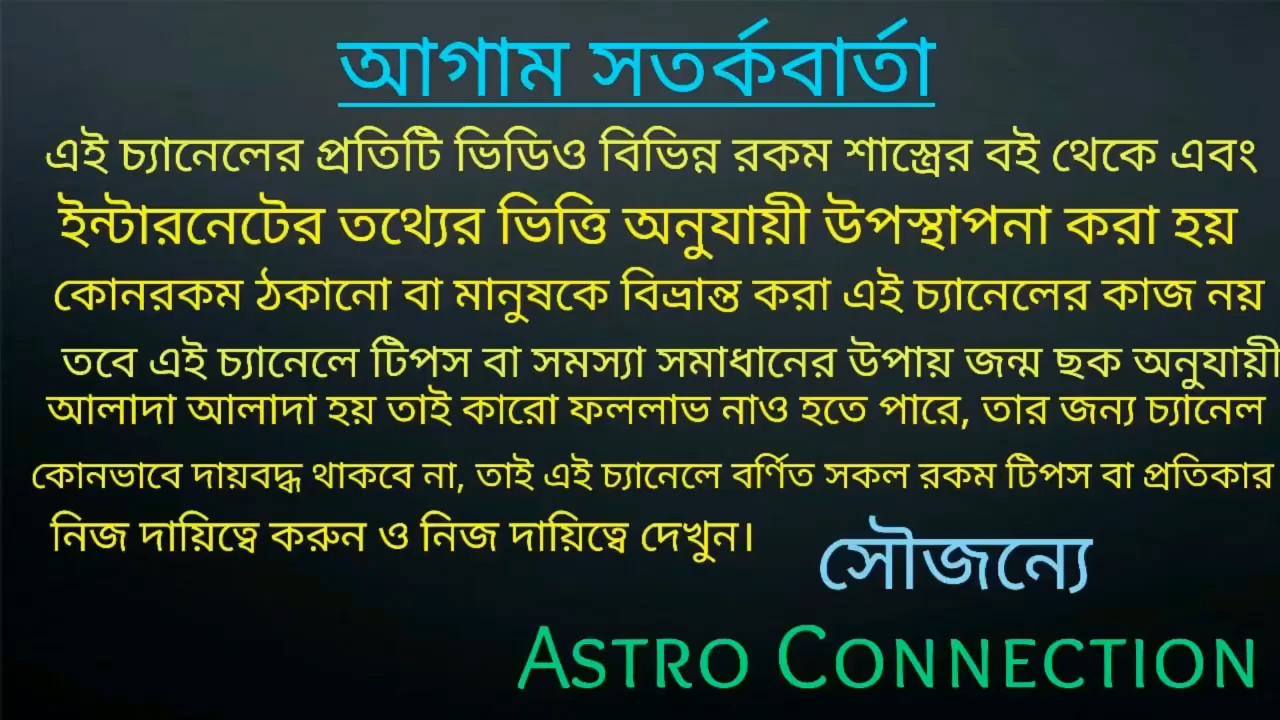 আগাম সতর্কবার্তা
এই চ্যানেলের প্রতিটি ভিডিও বিভিন্ন রকম শাস্ত্রের বই থেকে এবং
ইন্টারনেটের তথ্যের ভিত্তি অনুযায়ী উপস্থাপনা করা হয়
কোনরকম ঠকানো বা মানুষকে বিভ্রান্ত করা এই চ্যানেলের কাজ নয়
তবে এই চ্যানেলে টিপস বা সমস্যা সমাধানের উপায় জন্ম ছক অনুযায়ী
আলাদা আলাদা হয় তাই কারো ফললাভ নাও হতে পারে, তার জন্য চ্যানেল
কোনভাবে দায়বদ্ধ থাকবে না, তাই এই চ্যানেলে বর্ণিত সকল রকম টিপস বা প্রতিকার
নিজ দায়িত্বে করুন ও নিজ দায়িত্বে দেখুন।
সৌজন্যে
ASTRO CONNECTION